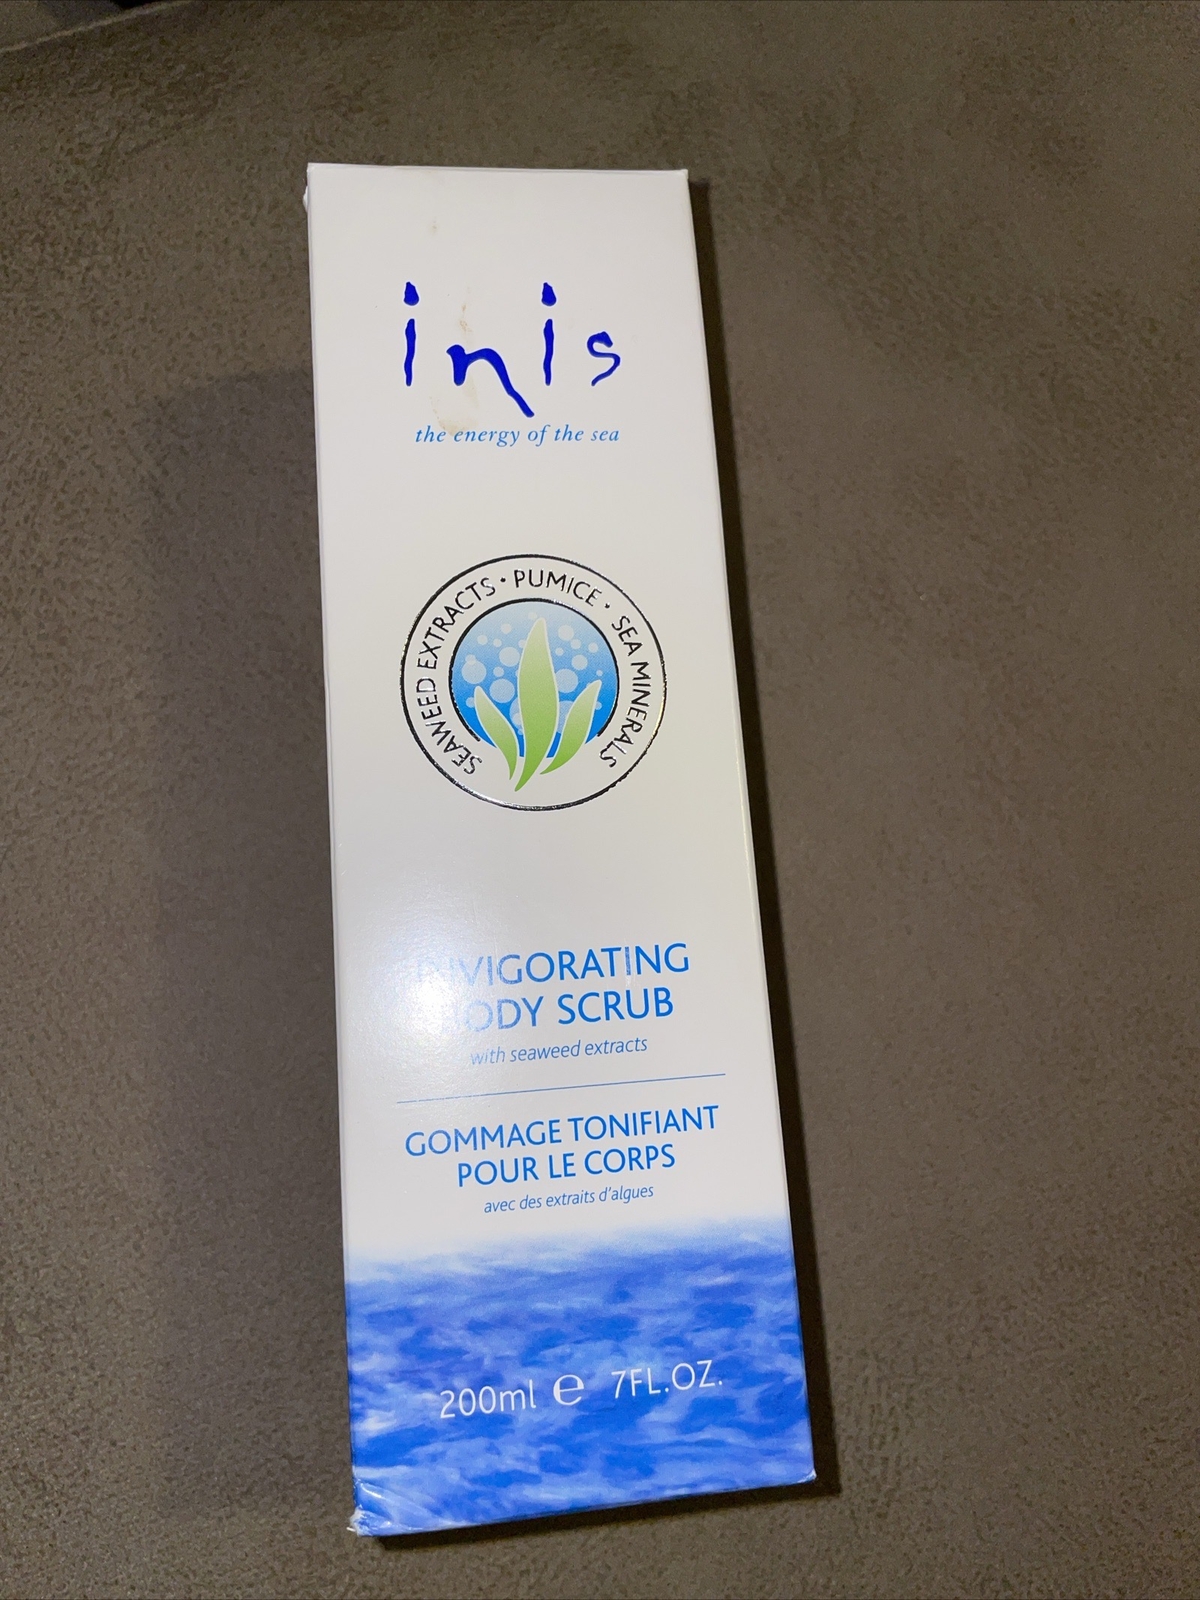 inis
the energy of the sea
SEAWEED EXTRACTS · PUMICE · SEA MINERALS
INVIGORATING
BODY SCRUB
with seaweed extracts
GOMMAGE TONIFIANT
POUR LE CORPS
avec des extraits d'algues
200ml ℮ 7FL.OZ.